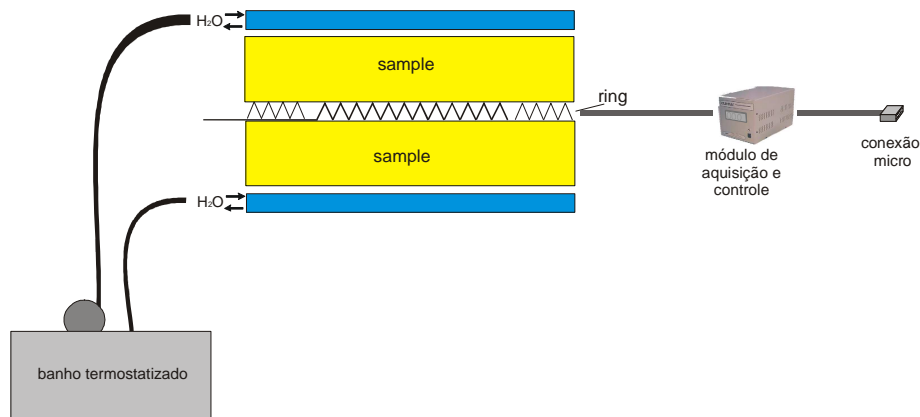 H₂O
sample
ring
sample
módulo de
aquisição e
controle
conexão
micro
H₂O
banho termostatizado